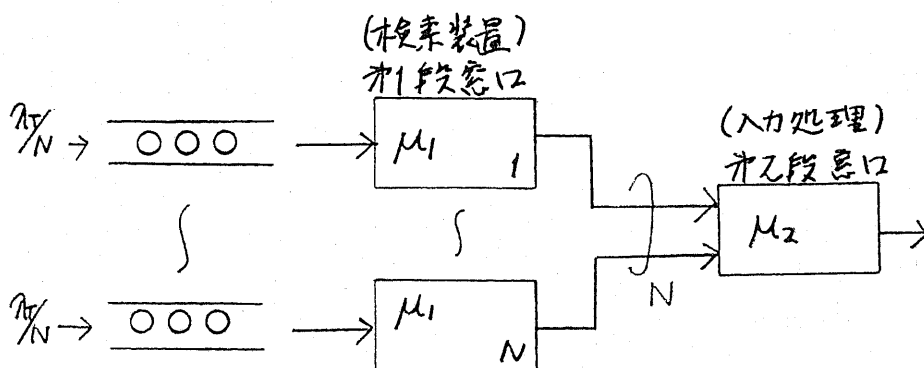 (検索装置)
第1段窓口
λT/N →
μ1
1
(入力処理)
第2段窓口
μ2
N
λT/N →
μ1
N